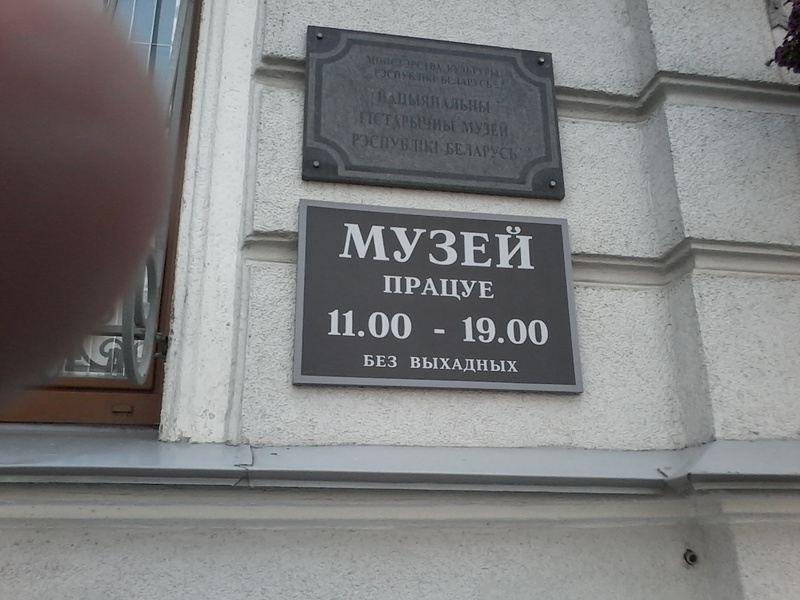 МІНІСТЭРСТВА КУЛЬТУРЫ
РЭСПУБЛІКІ БЕЛАРУСЬ
НАЦЫЯНАЛЬНЫ
ГІСТАРЫЧНЫ МУЗЕЙ
РЭСПУБЛІКІ БЕЛАРУСЬ
МУЗЕЙ
ПРАЦУЕ
11.00 - 19.00
БЕЗ ВЫХАДНЫХ